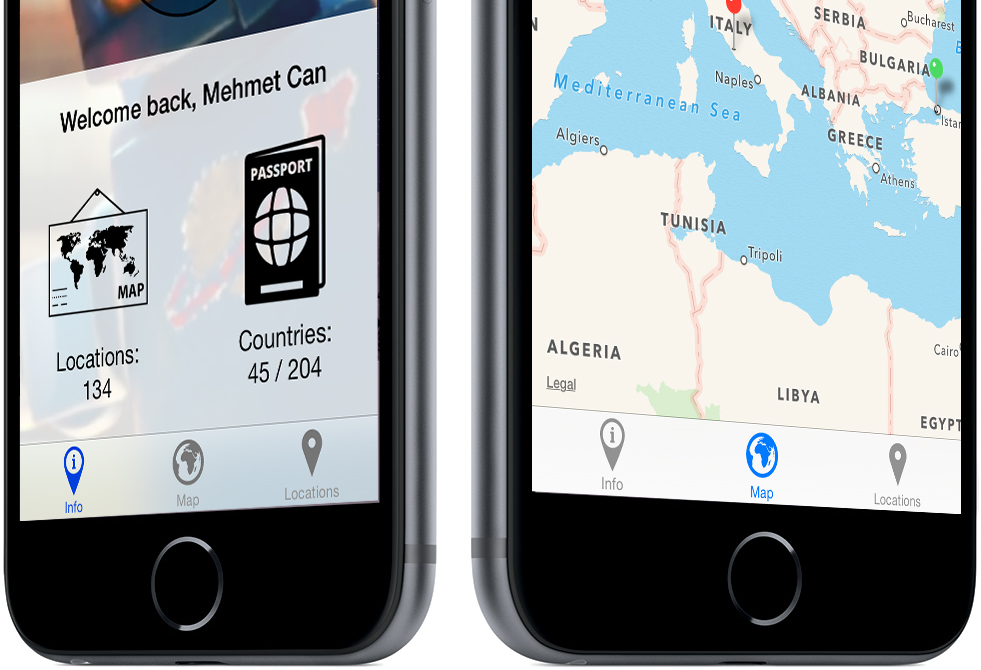 Welcome back, Mehmet Can
PASSPORT
MAP
Locations:
134
Countries:
45 / 204
Info
Map
Locations
ITALY
SERBIA
Bucharest
BULGARIA
Naples
ALBANIA
Mediterranean Sea
Istan
GREECE
Algiers
Athens
TUNISIA
Tripoli
ALGERIA
Cairo
Legal
LIBYA
EGYPT
Info
Map
Locations